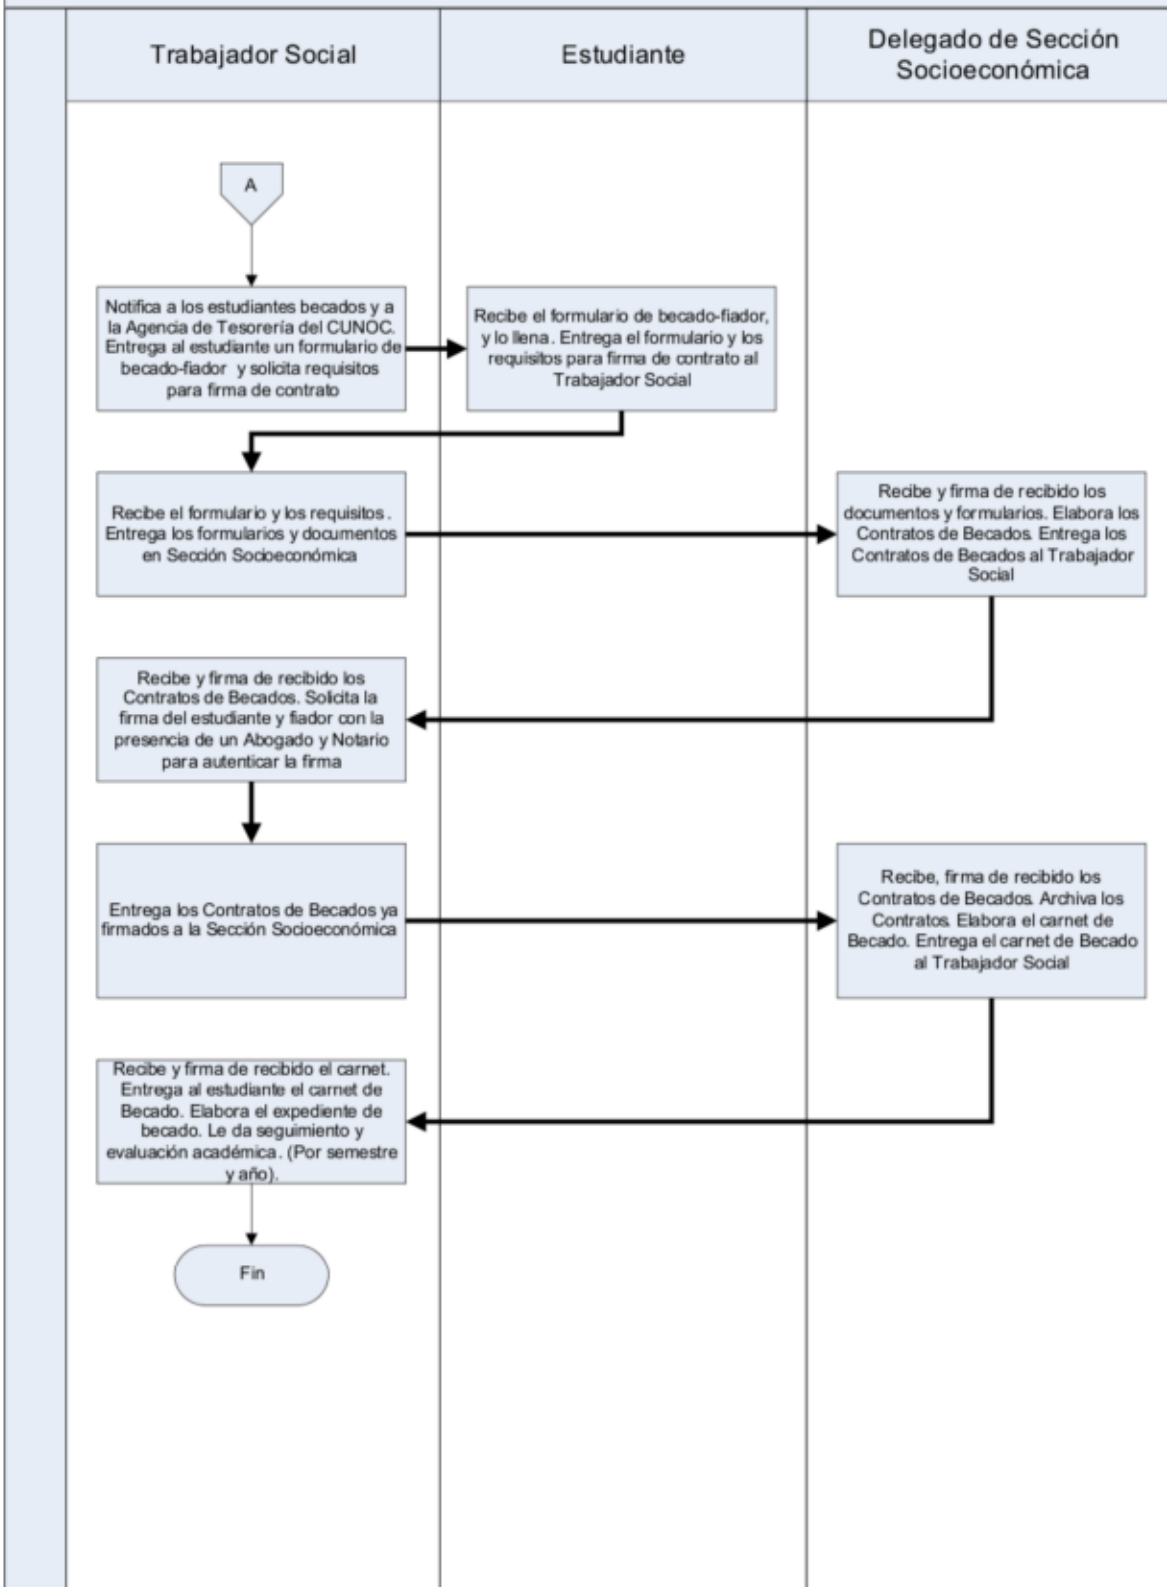 Trabajador Social
Estudiante
Delegado de Sección
Socioeconómica
A
Notifica a los estudiantes becados y a
la Agencia de Tesorería del CUNOC.
Entrega al estudiante un formulario de
becado-fiador y solicita requisitos
para firma de contrato
Recibe el formulario de becado-fiador,
y lo llena. Entrega el formulario y los
requisitos para firma de contrato al
Trabajador Social
Recibe el formulario y los requisitos.
Entrega los formularios y documentos
en Sección Socioeconómica
Recibe y firma de recibido los
documentos y formularios. Elabora los
Contratos de Becados. Entrega los
Contratos de Becados al Trabajador
Social
Recibe y firma de recibido los
Contratos de Becados. Solicita la
firma del estudiante y fiador con la
presencia de un Abogado y Notario
para autenticar la firma
Entrega los Contratos de Becados ya
firmados a la Sección Socioeconómica
Recibe, firma de recibido los
Contratos de Becados. Archiva los
Contratos. Elabora el carnet de
Becado. Entrega el carnet de Becado
al Trabajador Social
Recibe y firma de recibido el carnet.
Entrega al estudiante el carnet de
Becado. Elabora el expediente de
becado. Le da seguimiento y
evaluación académica. (Por semestre
y año).
Fin